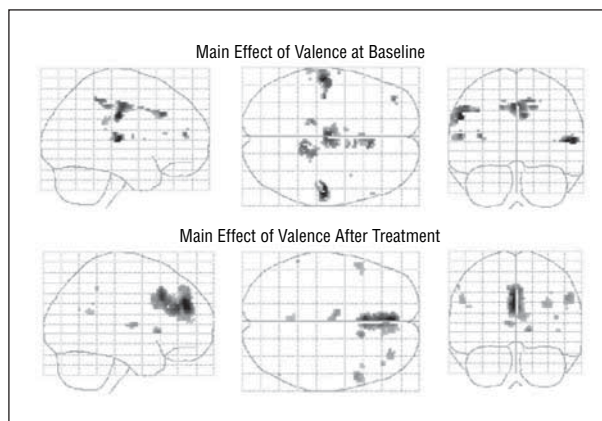 Main Effect of Valence at Baseline
Main Effect of Valence After Treatment